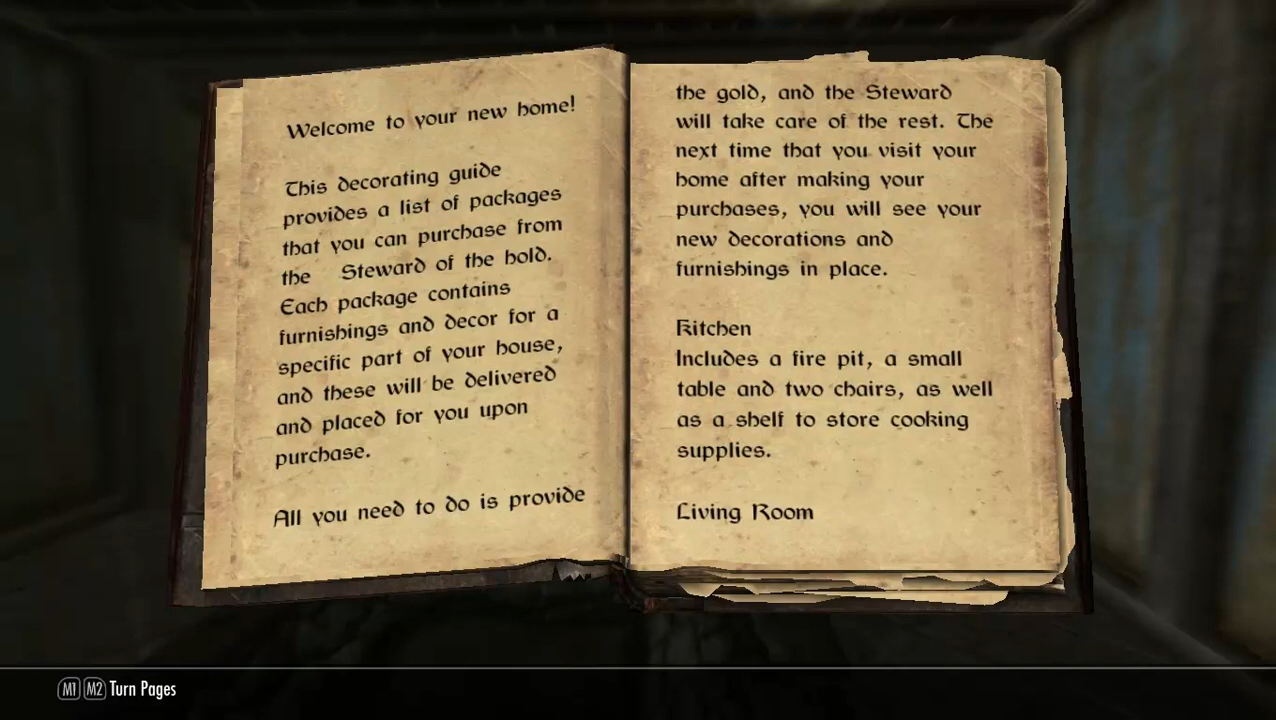 Welcome to your new home!
This decorating guide
provides a list of packages
that you can purchase from
the Steward of the hold.
Each package contains
furnishings and decor for a
specific part of your house,
and these will be delivered
and placed for you upon
purchase.
All you need to do is provide
the gold, and the Steward
will take care of the rest. The
next time that you visit your
home after making your
purchases, you will see your
new decorations and
furnishings in place.
Kitchen
Includes a fire pit, a small
table and two chairs, as well
as a shelf to store cooking
supplies.
Living Room
M1 M2 Turn Pages